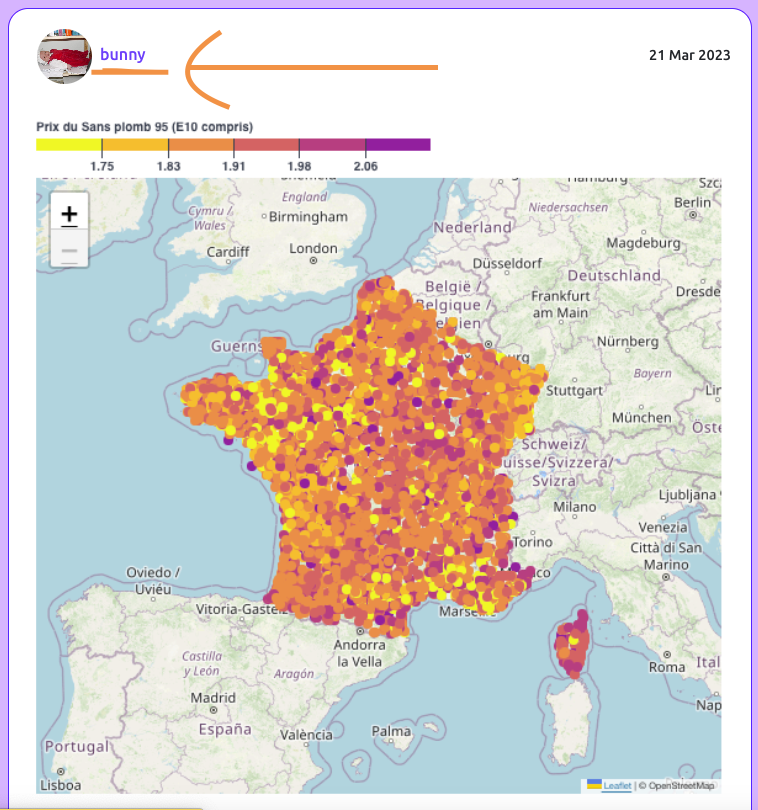 bunny
21 Mar 2023
Prix du Sans plomb 95 (E10 compris)
1.75 1.83 1.91 1.98 2.06
Hamburg
England
Berlin
Cymru /
Wales
Birmingham
Niedersachsen
Nederland
Magdeburg
Cardiff
London
Düsseldorf
Deutschland
België /
Belgique /
Frankfurt
am Main
Dresde
Guerns
Nürnberg
Bayern
Stuttgart
Lin
München
Öste
Schweiz/
uisse/Svizzera/
Svizra
Ljubljana
Milano
Venezia
Torino
Città di San
Marino
Oviedo /
Uviéu
Vitoria-Gasteiz
Marseille
Andorra
la Vella
Castilla
y León
Aragón
Roma
Ital
Madrid
España
Nap
Portugal
València
Palma
Lisboa
+
−
Leaflet | © OpenStreetMap